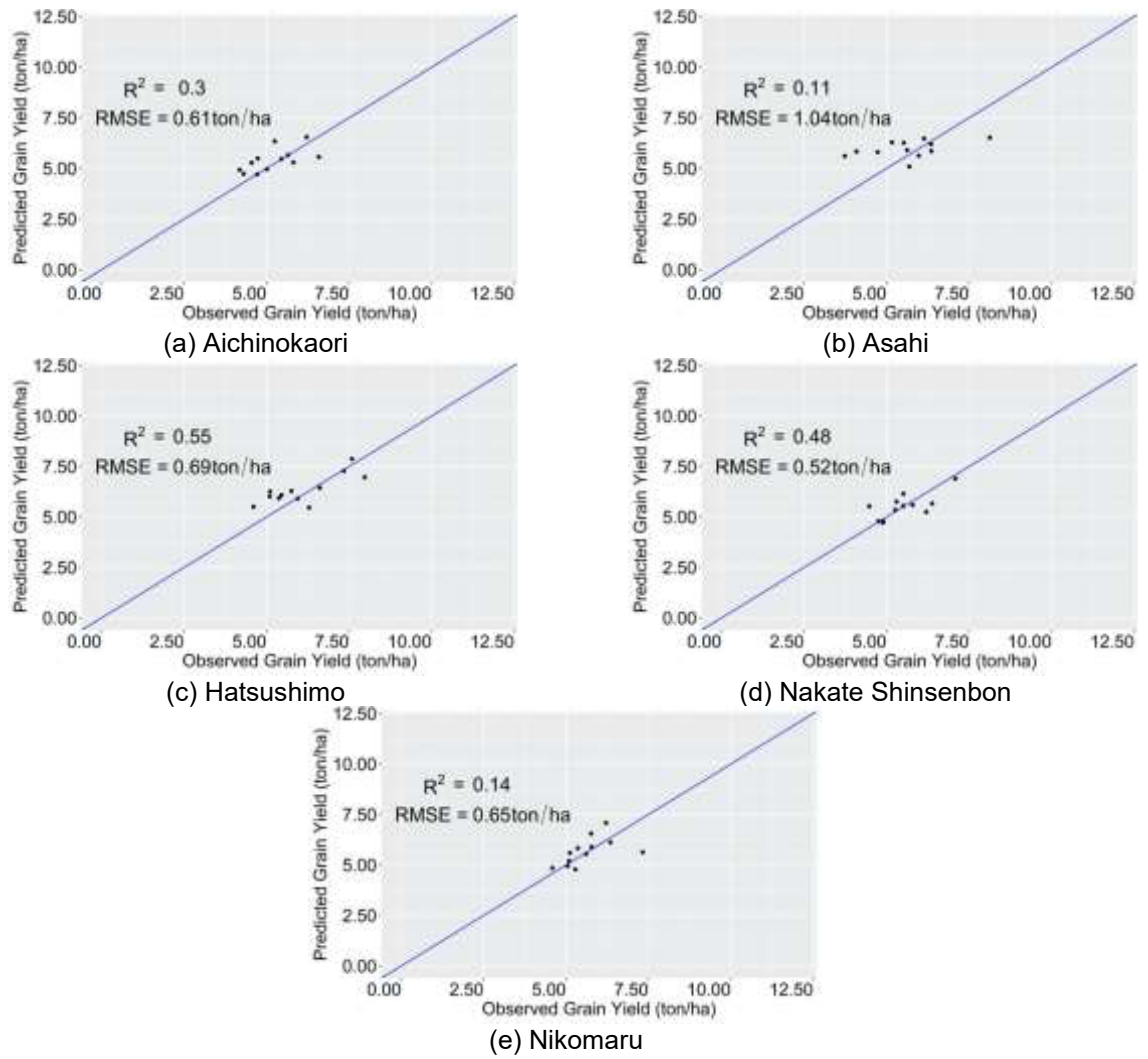 12.50 12.50
10.00 10.00
R² = 0.3 R² = 0.11
7.50 RMSE = 0.61ton/ha 7.50 RMSE = 1.04ton/ha
5.00 5.00
2.50 2.50
0.00 0.00
Predicted Grain Yield (ton/ha) Predicted Grain Yield (ton/ha)
0.00 2.50 5.00 7.50 10.00 12.50 0.00 2.50 5.00 7.50 10.00 12.50
Observed Grain Yield (ton/ha) Observed Grain Yield (ton/ha)
(a) Aichinokaori (b) Asahi
12.50 12.50
10.00 10.00
R² = 0.55 R² = 0.48
7.50 RMSE = 0.69ton/ha 7.50 RMSE = 0.52ton/ha
5.00 5.00
2.50 2.50
0.00 0.00
Predicted Grain Yield (ton/ha) Predicted Grain Yield (ton/ha)
0.00 2.50 5.00 7.50 10.00 12.50 0.00 2.50 5.00 7.50 10.00 12.50
Observed Grain Yield (ton/ha) Observed Grain Yield (ton/ha)
(c) Hatsushimo (d) Nakate Shinsenbon
12.50
10.00
R² = 0.14
7.50 RMSE = 0.65ton/ha
5.00
2.50
0.00
Predicted Grain Yield (ton/ha)
0.00 2.50 5.00 7.50 10.00 12.50
Observed Grain Yield (ton/ha)
(e) Nikomaru